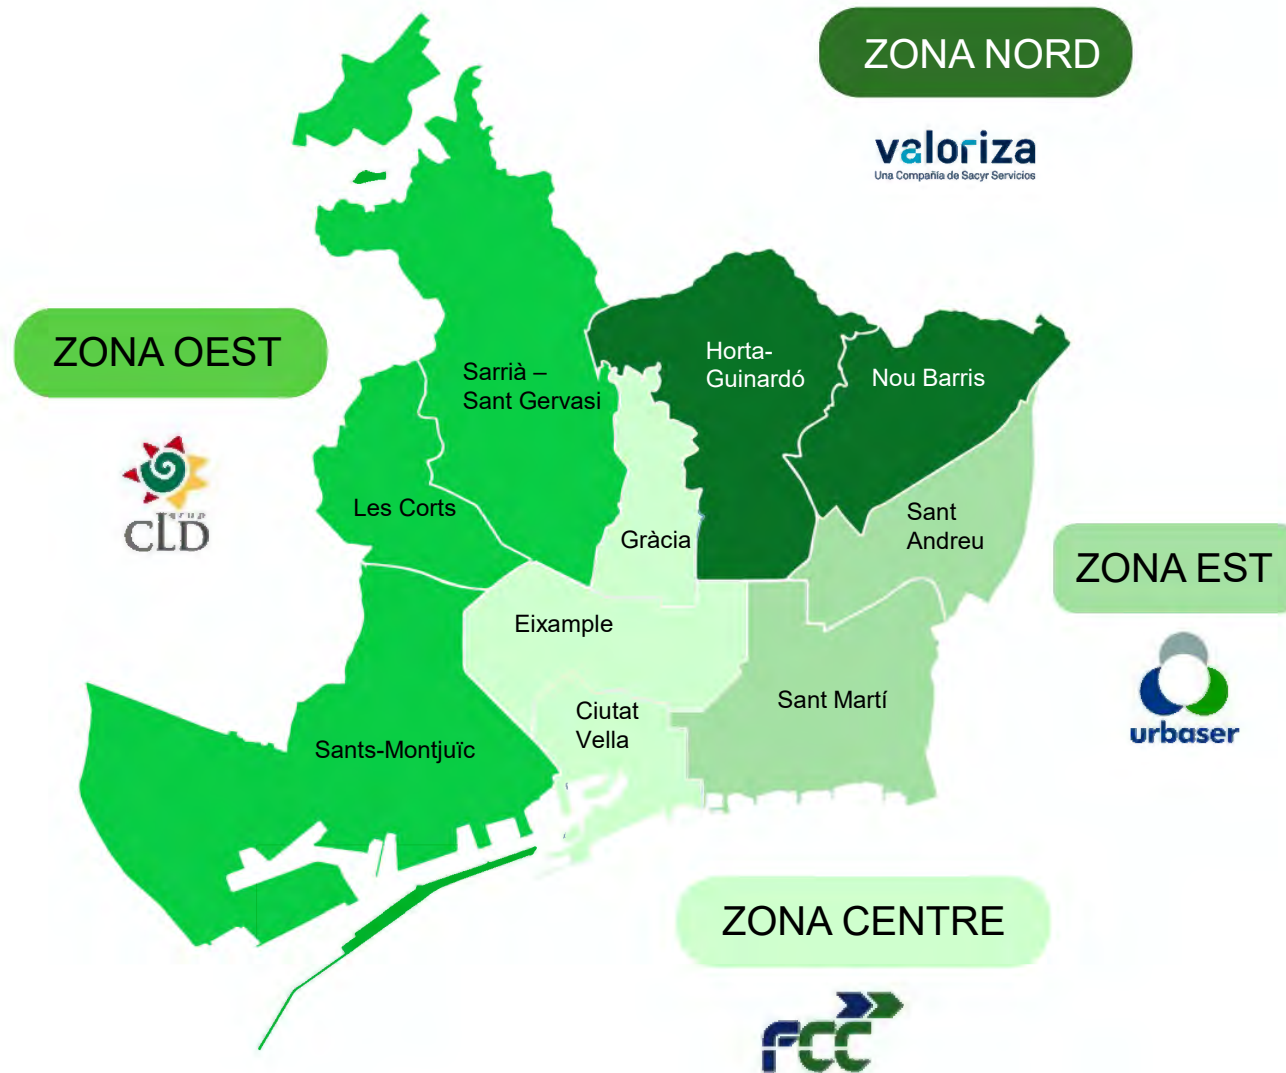 ZONA NORD
valoriza
Una Compañía de Sacyr Servicios
ZONA OEST
grup
CLD
Sarrià –
Sant Gervasi
Horta-
Guinardó
Nou Barris
Les Corts
Gràcia
Sant
Andreu
ZONA EST
urbaser
Eixample
Ciutat
Vella
Sant Martí
Sants-Montjuïc
ZONA CENTRE
FCC